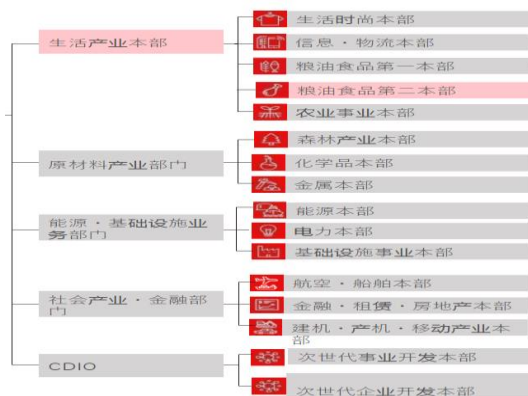 生活产业本部
生活时尚本部
信息·物流本部
粮油食品第一本部
粮油食品第二本部
农业事业本部
原材料产业部门
森林产业本部
化学品本部
金属本部
能源·基础设施业
务部门
能源本部
电力本部
基础设施事业本部
社会产业·金融部
门
航空·船舶本部
金融·租赁·房地产本部
建机·产机·移动产业本
部
CDIO
次世代事业开发本部
次世代企业开发本部